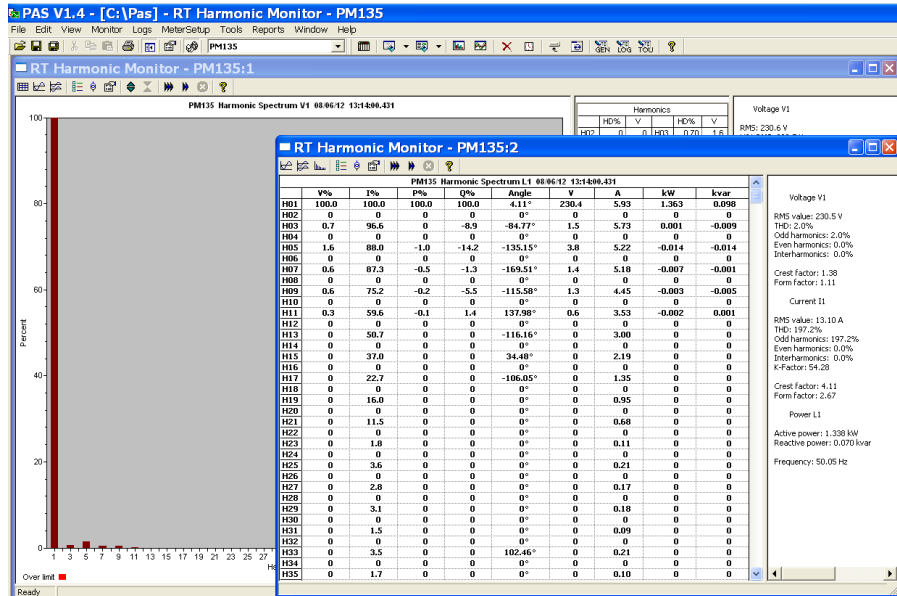 PAS V1.4 - [C:\Pas] - RT Harmonic Monitor - PM135
File Edit View Monitor Logs MeterSetup Tools Reports Window Help
PM135 GEN LOG TOU
RT Harmonic Monitor - PM135:1
PM135 Harmonic Spectrum V1 08/06/12 13:14:00.431
Harmonics
HD% V HD% V
H02 0 0 H03 0.70 1.6
Voltage V1
RMS: 230.6 V
100
80
60
40
20
0
Percent
1 3 5 7 9 11 13 15 17 19 21 23 25 27
Over limit
Ready
RT Harmonic Monitor - PM135:2
PM135 Harmonic Spectrum L1 08/06/12 13:14:00.431
V% I% P% Q% Angle V A kW kvar
H01 100.0 100.0 100.0 100.0 4.11° 230.4 5.93 1.363 0.098
H02 0 0 0 0 0° 0 0 0 0
H03 0.7 96.6 0 -8.9 -84.77° 1.5 5.73 0.001 -0.009
H04 0 0 0 0 0° 0 0 0 0
H05 1.6 88.0 -1.0 -14.2 -135.15° 3.8 5.22 -0.014 -0.014
H06 0 0 0 0 0° 0 0 0 0
H07 0.6 87.3 -0.5 -1.3 -169.51° 1.4 5.18 -0.007 -0.001
H08 0 0 0 0 0° 0 0 0 0
H09 0.6 75.2 -0.2 -5.5 -115.58° 1.3 4.45 -0.003 -0.005
H10 0 0 0 0 0° 0 0 0 0
H11 0.3 59.6 -0.1 1.4 137.98° 0.6 3.53 -0.002 0.001
H12 0 0 0 0 0° 0 0 0 0
H13 0 50.7 0 0 -116.16° 0 3.00 0 0
H14 0 0 0 0 0° 0 0 0 0
H15 0 37.0 0 0 34.48° 0 2.19 0 0
H16 0 0 0 0 0° 0 0 0 0
H17 0 22.7 0 0 -106.05° 0 1.35 0 0
H18 0 0 0 0 0° 0 0 0 0
H19 0 16.0 0 0 0° 0 0.95 0 0
H20 0 0 0 0 0° 0 0 0 0
H21 0 11.5 0 0 0° 0 0.68 0 0
H22 0 0 0 0 0° 0 0 0 0
H23 0 1.8 0 0 0° 0 0.11 0 0
H24 0 0 0 0 0° 0 0 0 0
H25 0 3.6 0 0 0° 0 0.21 0 0
H26 0 0 0 0 0° 0 0 0 0
H27 0 2.8 0 0 0° 0 0.17 0 0
H28 0 0 0 0 0° 0 0 0 0
H29 0 3.1 0 0 0° 0 0.18 0 0
H30 0 0 0 0 0° 0 0 0 0
H31 0 1.5 0 0 0° 0 0.09 0 0
H32 0 0 0 0 0° 0 0 0 0
H33 0 3.5 0 0 102.46° 0 0.21 0 0
H34 0 0 0 0 0° 0 0 0 0
H35 0 1.7 0 0 0° 0 0.10 0 0
Voltage V1
RMS value: 230.5 V
THD: 2.0%
Odd harmonics: 2.0%
Even harmonics: 0.0%
Interharmonics: 0.0%
Crest factor: 1.38
Form factor: 1.11
Current I1
RMS value: 13.10 A
THD: 197.2%
Odd harmonics: 197.2%
Even harmonics: 0.0%
Interharmonics: 0.0%
K-Factor: 54.28
Crest factor: 4.11
Form factor: 2.67
Power L1
Active power: 1.338 kW
Reactive power: 0.070 kvar
Frequency: 50.05 Hz